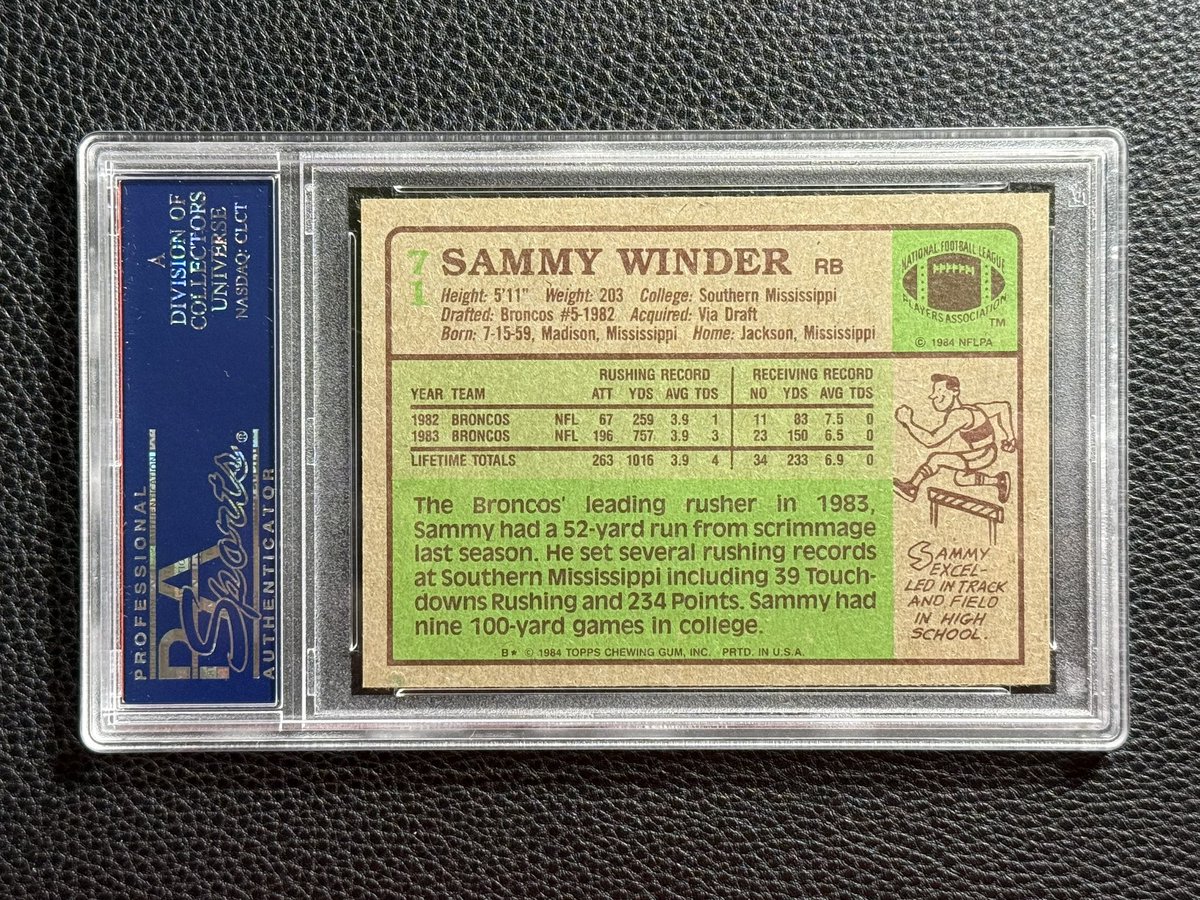 A
DIVISION OF
COLLECTORS
UNIVERSE
NASDAQ: CLCT
PROFESSIONAL
PSA
Sports®
AUTHENTICATOR
71
SAMMY WINDER RB
Height: 5'11" Weight: 203 College: Southern Mississippi
Drafted: Broncos #5-1982 Acquired: Via Draft
Born: 7-15-59, Madison, Mississippi Home: Jackson, Mississippi
NATIONAL FOOTBALL LEAGUE
PLAYERS ASSOCIATION
™
© 1984 NFLPA
RUSHING RECORD RECEIVING RECORD
YEAR TEAM ATT YDS AVG TDS NO YDS AVG TDS
1982 BRONCOS NFL 67 259 3.9 1 11 83 7.5 0
1983 BRONCOS NFL 196 757 3.9 3 23 150 6.5 0
LIFETIME TOTALS 263 1016 3.9 4 34 233 6.9 0
The Broncos' leading rusher in 1983,
Sammy had a 52-yard run from scrimmage
last season. He set several rushing records
at Southern Mississippi including 39 Touch-
downs Rushing and 234 Points. Sammy had
nine 100-yard games in college.
SAMMY
EXCEL-
LED IN TRACK
AND FIELD
IN HIGH
SCHOOL.
B* © 1984 TOPPS CHEWING GUM, INC. PRTD. IN U.S.A.